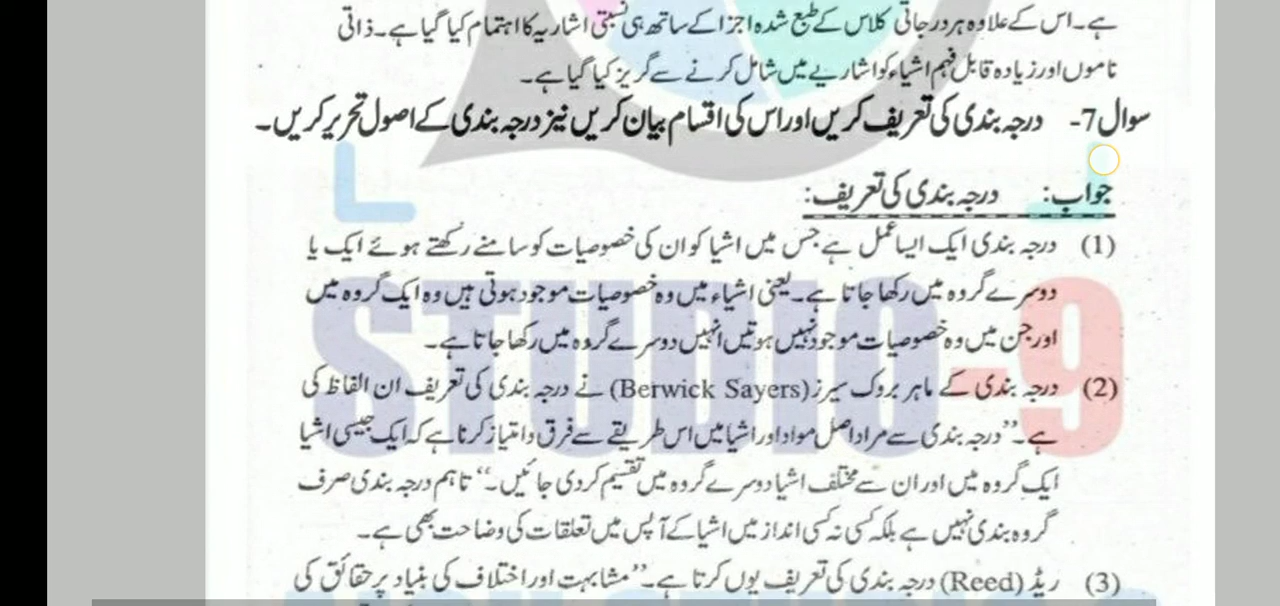 ہے۔اس کے علاوہ ہر درجاتی کلاس کے طبع شدہ اجزا کے ساتھ ہی نسبتی اشاریہ کا اہتمام کیا گیا ہے۔ ذاتی
ناموں اور زیادہ قابل فہم اشیاء کو اشاریے میں شامل کرنے سے گریز کیا گیا ہے۔
سوال 7- درجہ بندی کی تعریف کریں اور اس کی اقسام بیان کریں نیز درجہ بندی کے اصول تحریر کریں۔
جواب: درجہ بندی کی تعریف:
(1) درجہ بندی ایک ایسا عمل ہے جس میں اشیا کو ان کی خصوصیات کو سامنے رکھتے ہوئے ایک یا
دوسرے گروہ میں رکھا جاتا ہے۔ یعنی اشیاء میں وہ خصوصیات موجود ہوتی ہیں وہ ایک گروہ میں
اور جن میں وہ خصوصیات موجود نہیں ہوتیں انہیں دوسرے گروہ میں رکھا جاتا ہے۔
(2) درجہ بندی کے ماہر بروک سیرز (Berwick Sayers) نے درجہ بندی کی تعریف ان الفاظ کی
ہے۔ ’’درجہ بندی سے مراد اصل مواد اور اشیا میں اس طریقے سے فرق و امتیاز کرنا ہے کہ ایک جیسی اشیا
ایک گروہ میں اور ان سے مختلف اشیا دوسرے گروہ میں تقسیم کر دی جائیں۔‘‘ تاہم درجہ بندی صرف
گروہ بندی نہیں ہے بلکہ کسی نہ کسی انداز میں اشیا کے آپس میں تعلقات کی وضاحت بھی ہے۔
(3) ریڈ (Reed) درجہ بندی کی تعریف یوں کرتا ہے۔ ’’مشابہت اور اختلاف کی بنیاد پر حقائق کی
STUDIO-9